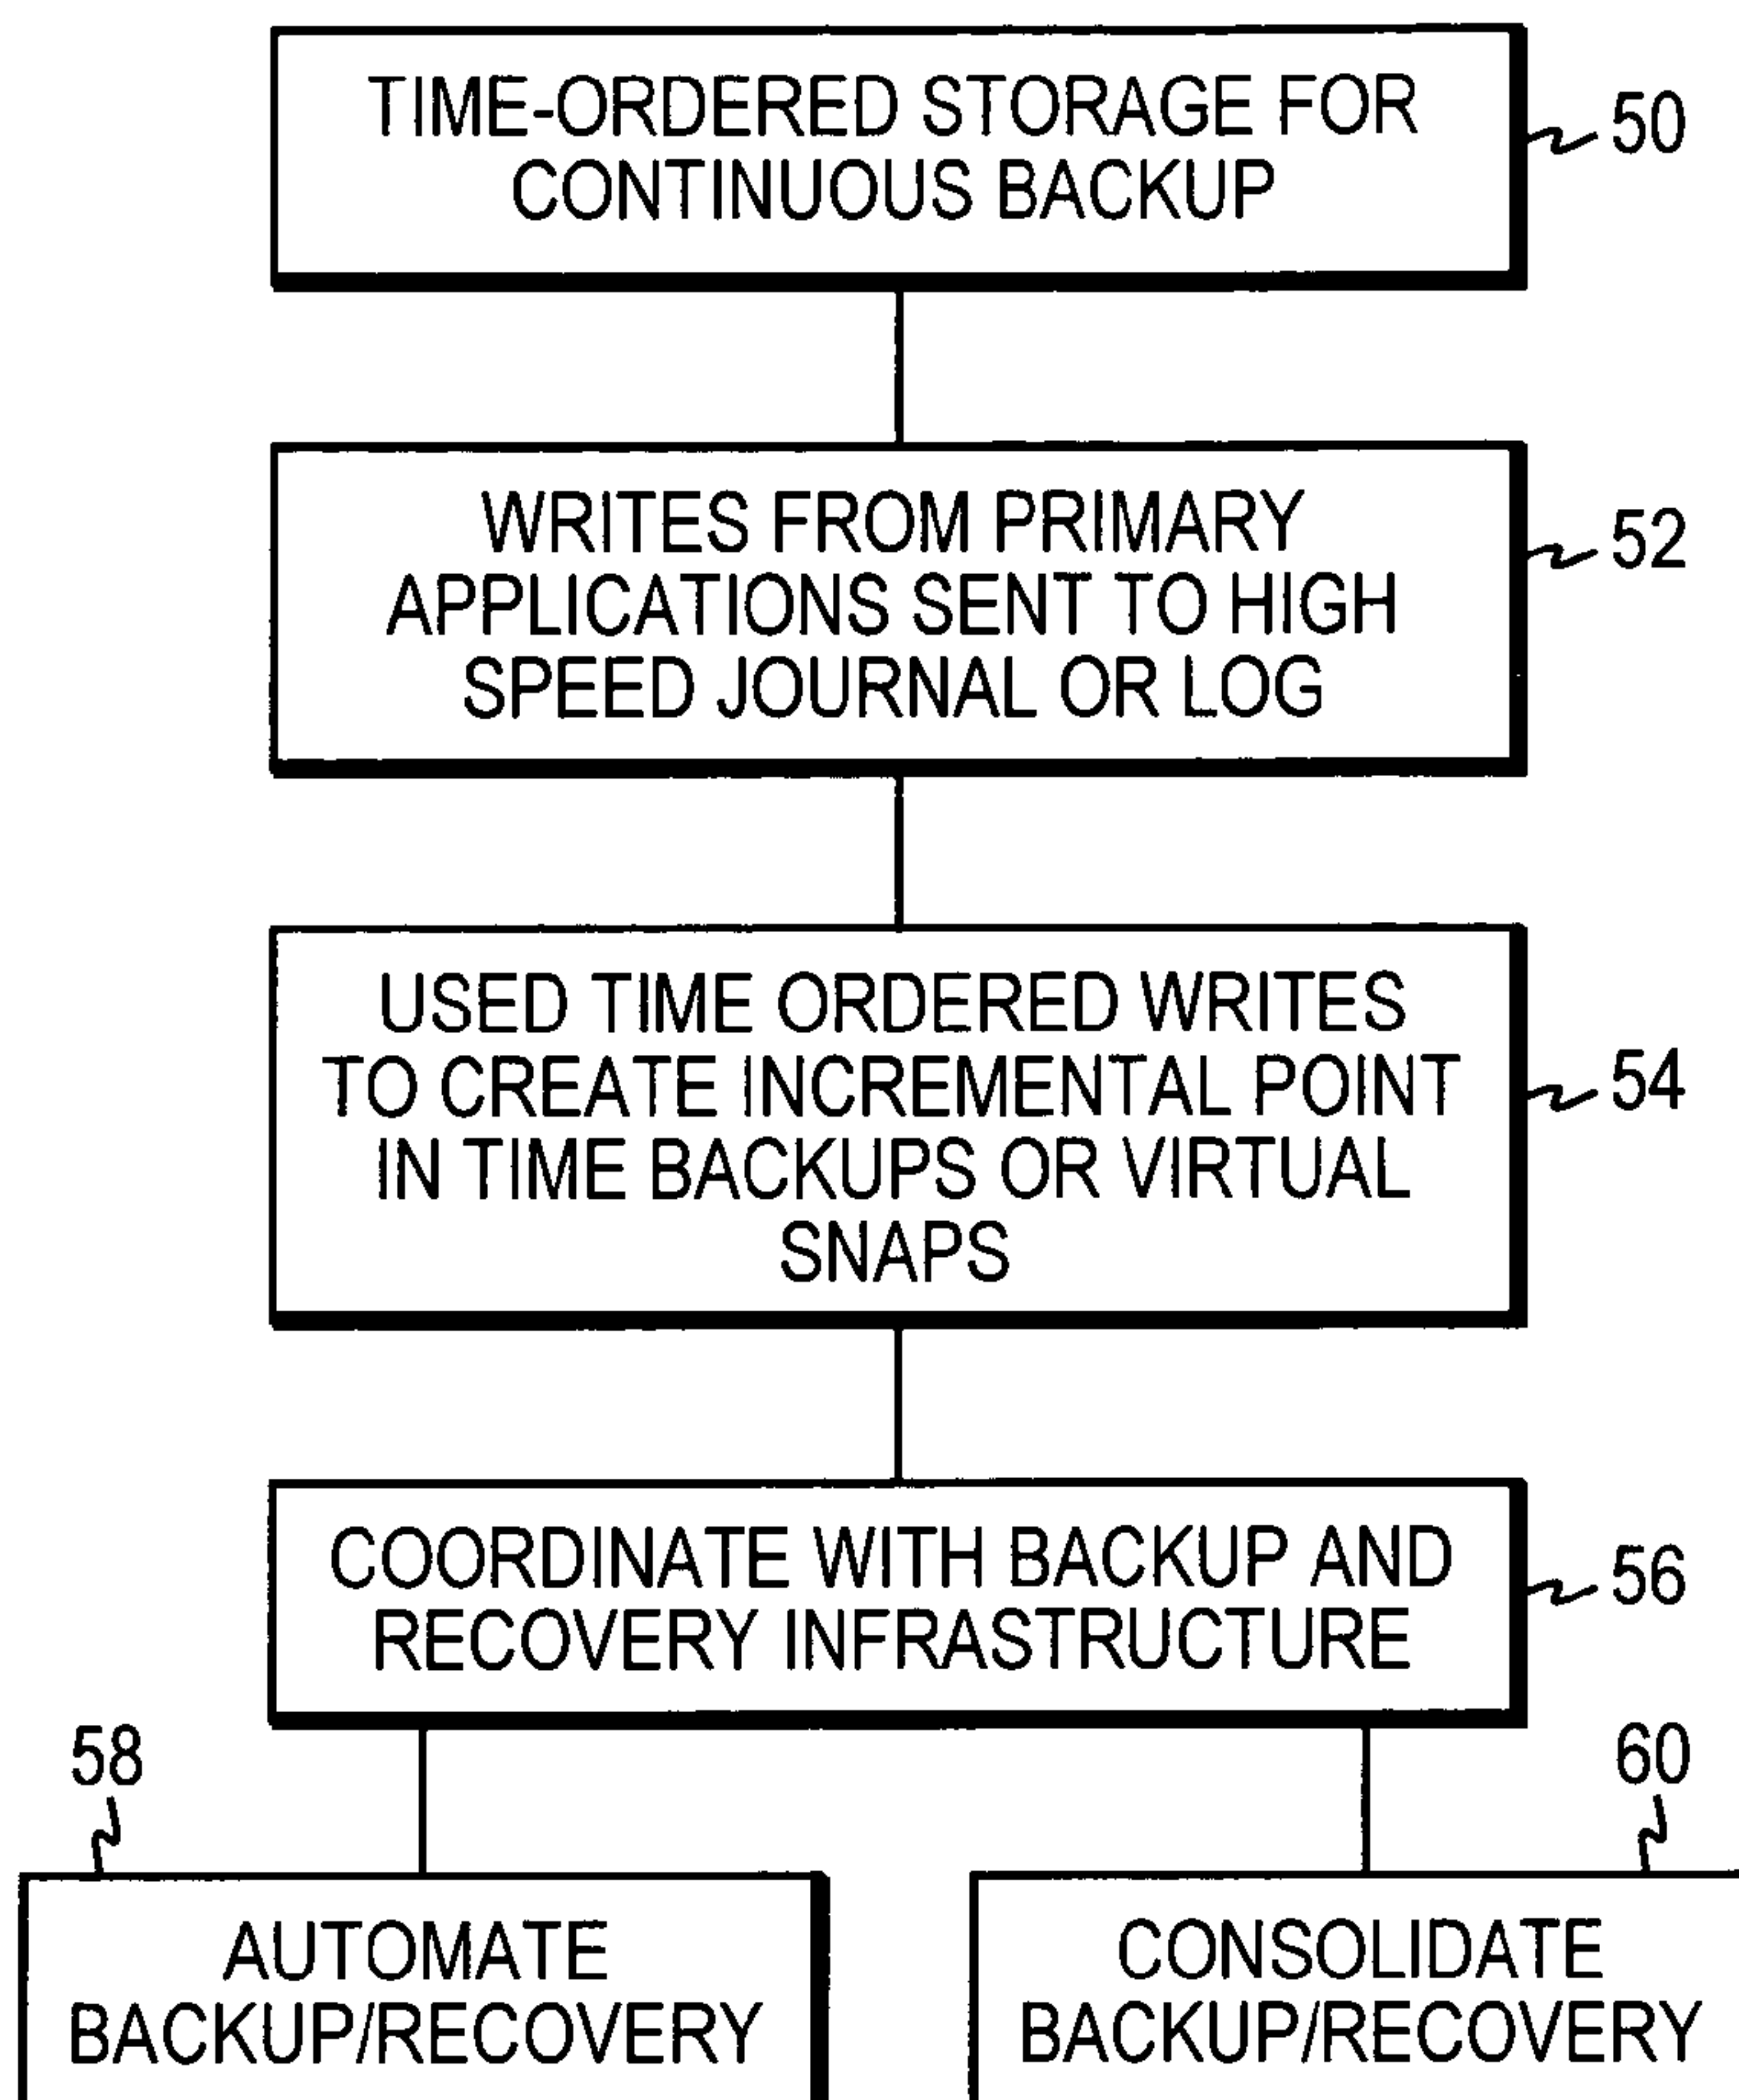 TIME-ORDERED STORAGE FOR
CONTINUOUS BACKUP
50
WRITES FROM PRIMARY
APPLICATIONS SENT TO HIGH
SPEED JOURNAL OR LOG
52
USED TIME ORDERED WRITES
TO CREATE INCREMENTAL POINT
IN TIME BACKUPS OR VIRTUAL
SNAPS
54
COORDINATE WITH BACKUP AND
RECOVERY INFRASTRUCTURE
56
58
AUTOMATE
BACKUP/RECOVERY
60
CONSOLIDATE
BACKUP/RECOVERY